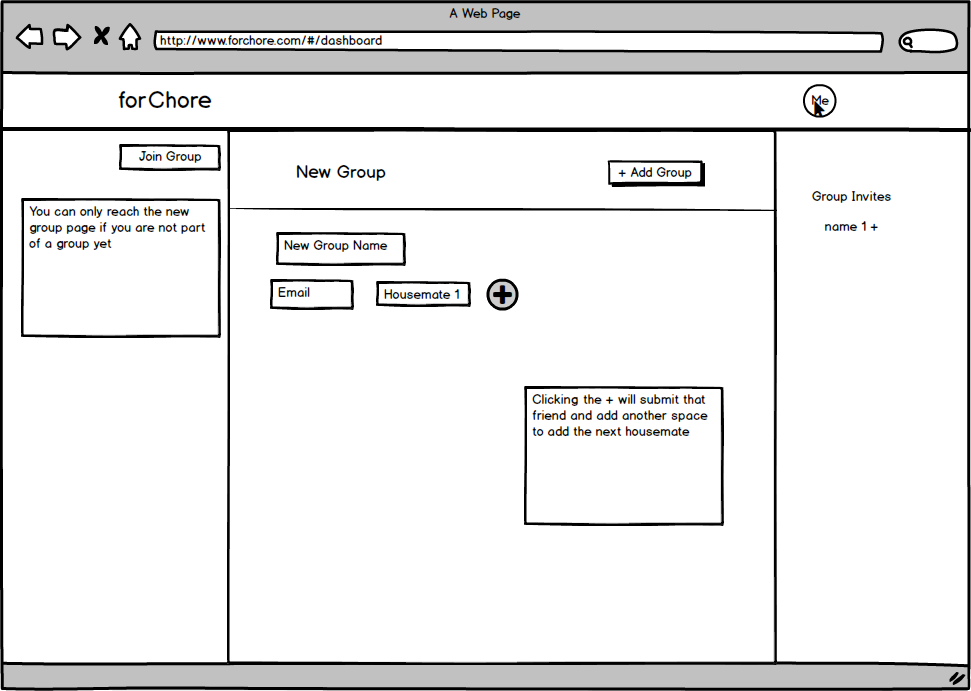 A Web Page
http://www.forchore.com/#/dashboard
forChore
Me
Join Group
You can only reach the new
group page if you are not part
of a group yet
New Group
+ Add Group
New Group Name
Email
Housemate 1
Clicking the + will submit that
friend and add another space
to add the next housemate
Group Invites
name 1 +